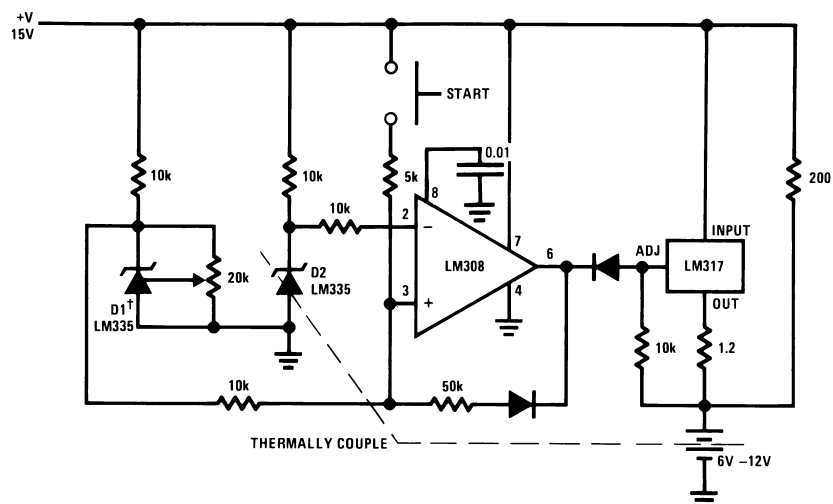 +V
15V
START
0.01
10k
10k
5k
8
200
10k
2
7
6
ADJ
INPUT
LM308
LM317
D1†
LM335
20k
D2
LM335
3
4
OUT
10k
1.2
10k
50k
THERMALLY COUPLE
6V –12V